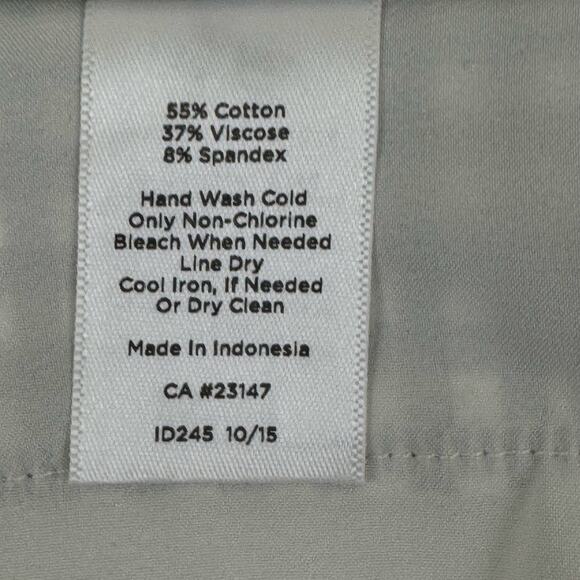 55% Cotton
37% Viscose
8% Spandex
Hand Wash Cold
Only Non-Chlorine
Bleach When Needed
Line Dry
Cool Iron, If Needed
Or Dry Clean
Made In Indonesia
CA #23147
ID245 10/15